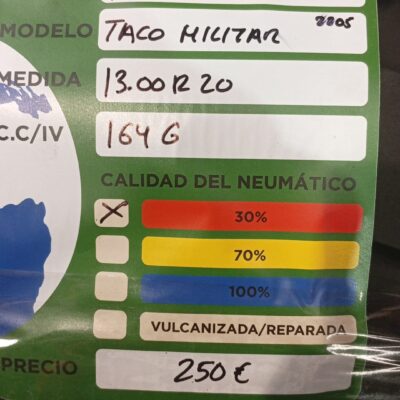 MODELO TACO MILITAR 2805
MEDIDA 13.00 R 20
C.C/IV 164 G
CALIDAD DEL NEUMÁTICO
X 30%
70%
100%
VULCANIZADA/REPARADA
PRECIO 250 €